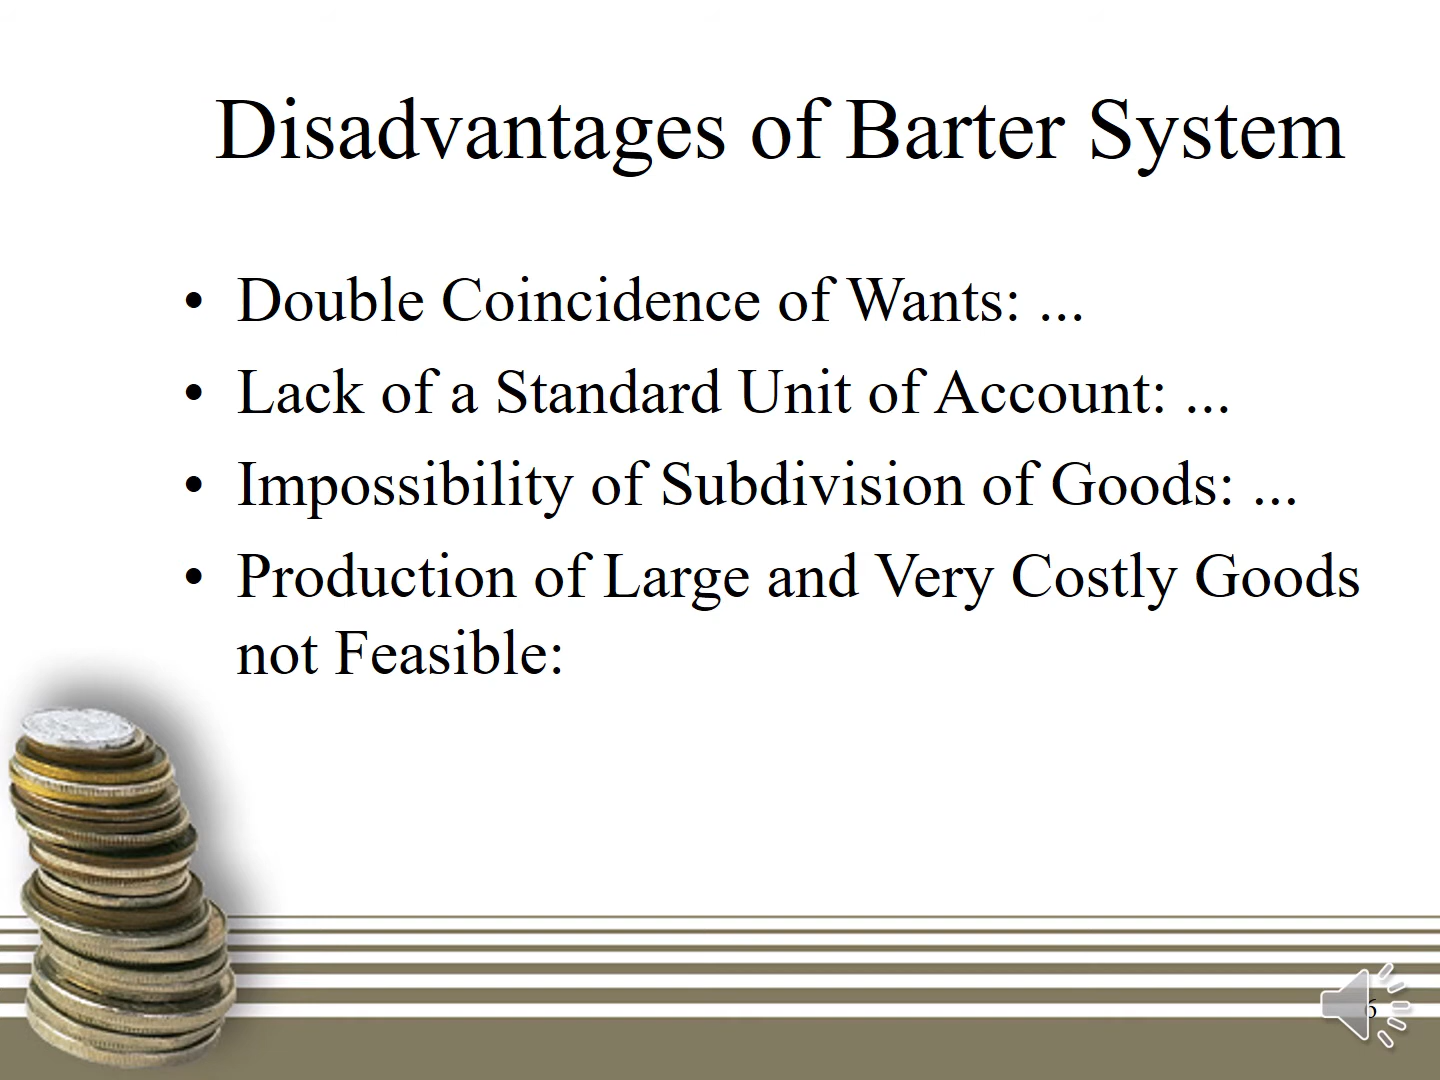 Disadvantages of Barter System
• Double Coincidence of Wants: ...
• Lack of a Standard Unit of Account: ...
• Impossibility of Subdivision of Goods: ...
• Production of Large and Very Costly Goods
not Feasible:
6